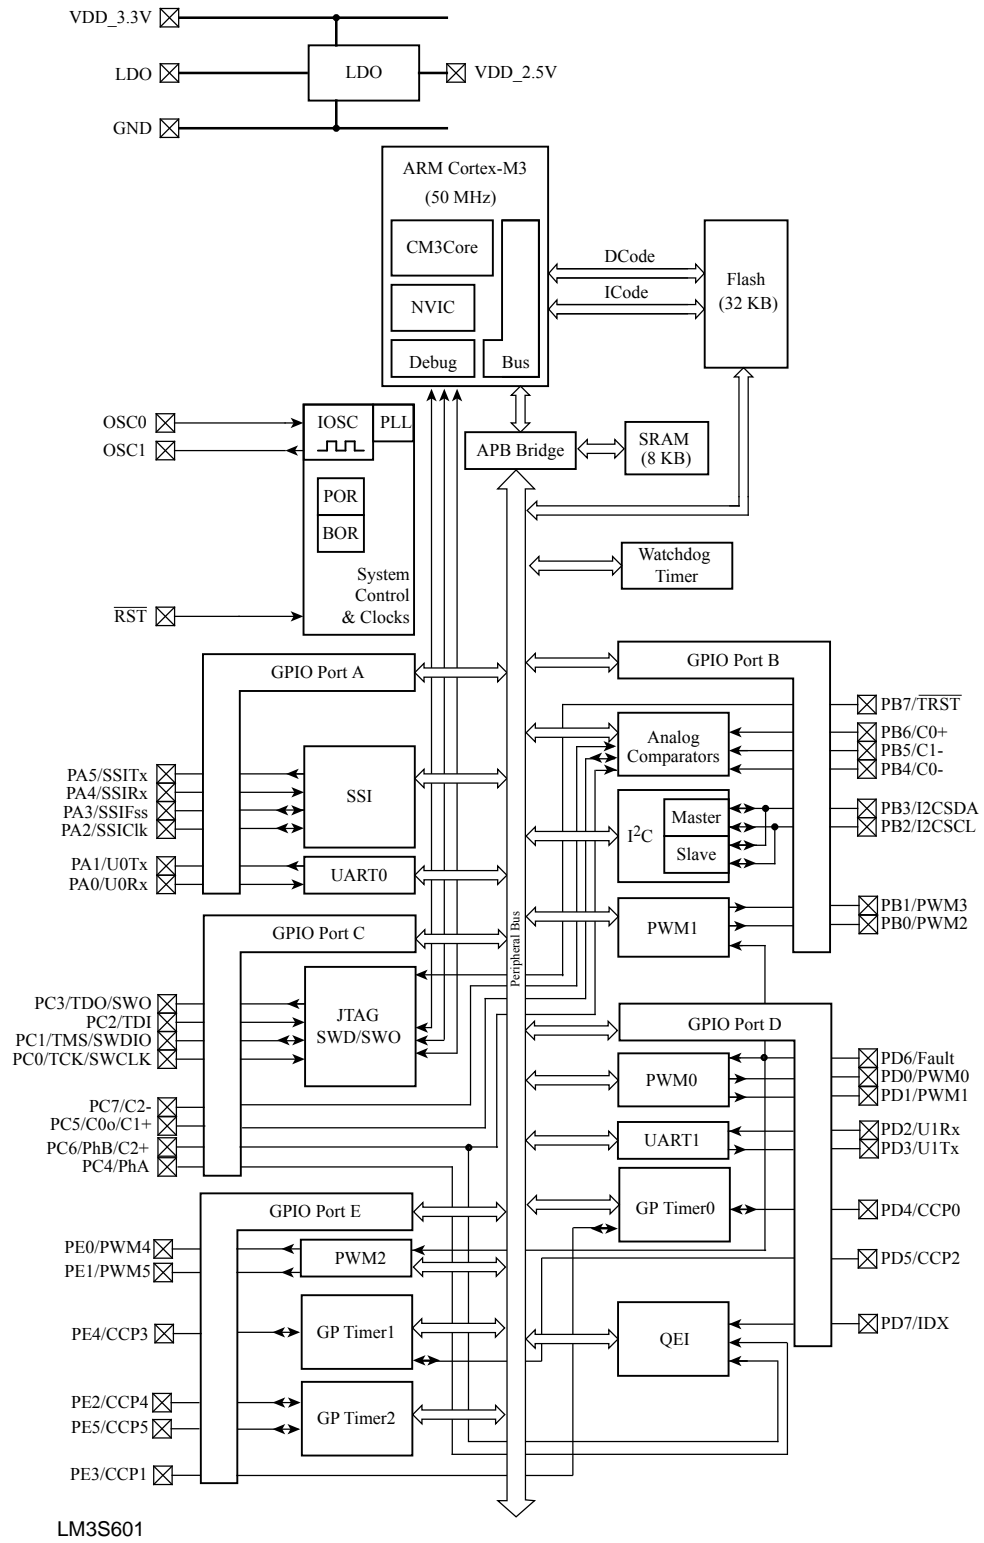 VDD_3.3V
LDO
LDO
VDD_2.5V
GND
ARM Cortex-M3
(50 MHz)
CM3Core
NVIC
Debug
Bus
DCode
ICode
Flash
(32 KB)
OSC0
OSC1
IOSC
PLL
POR
BOR
System
Control
& Clocks
RST
APB Bridge
SRAM
(8 KB)
Watchdog
Timer
GPIO Port A
PA5/SSITx
PA4/SSIRx
PA3/SSIFss
PA2/SSIClk
SSI
PA1/U0Tx
PA0/U0Rx
UART0
GPIO Port B
PB7/TRST
Analog
Comparators
PB6/C0+
PB5/C1-
PB4/C0-
I2C
Master
Slave
PB3/I2CSDA
PB2/I2CSCL
PWM1
PB1/PWM3
PB0/PWM2
Peripheral Bus
GPIO Port C
JTAG
SWD/SWO
PC3/TDO/SWO
PC2/TDI
PC1/TMS/SWDIO
PC0/TCK/SWCLK
PC7/C2-
PC5/C0o/C1+
PC6/PhB/C2+
PC4/PhA
GPIO Port D
PWM0
PD6/Fault
PD0/PWM0
PD1/PWM1
UART1
PD2/U1Rx
PD3/U1Tx
GP Timer0
PD4/CCP0
PD5/CCP2
QEI
PD7/IDX
GPIO Port E
PE0/PWM4
PE1/PWM5
PWM2
PE4/CCP3
GP Timer1
PE2/CCP4
PE5/CCP5
GP Timer2
PE3/CCP1
LM3S601